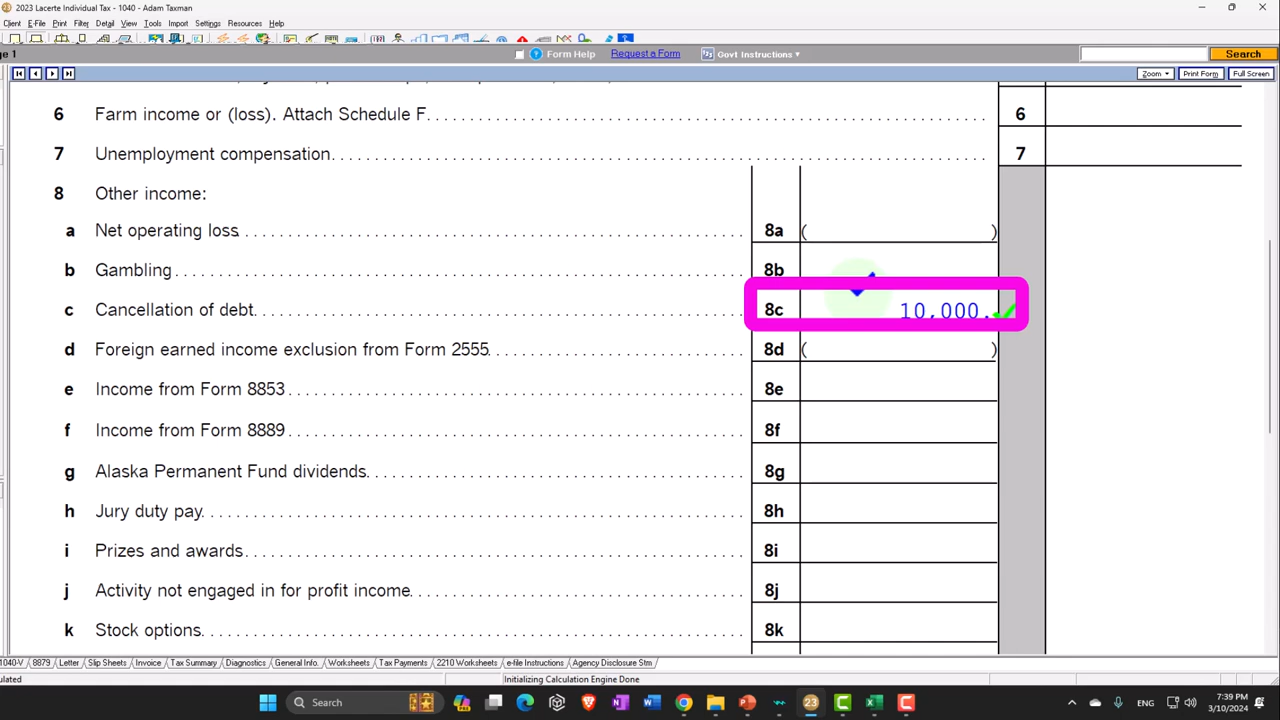 2023 Lacerte Individual Tax - 1040 - Adam Taxman
Client E-File Print Filter Detail View Tools Import Settings Resources Help
ge 1 Form Help Request a Form Govt Instructions Search
Zoom Print Form Full Screen
6 Farm income or (loss). Attach Schedule F 6
7 Unemployment compensation 7
8 Other income:
a Net operating loss 8a ( )
b Gambling 8b
c Cancellation of debt 8c 10,000.
d Foreign earned income exclusion from Form 2555 8d ( )
e Income from Form 8853 8e
f Income from Form 8889 8f
g Alaska Permanent Fund dividends 8g
h Jury duty pay 8h
i Prizes and awards 8i
j Activity not engaged in for profit income 8j
k Stock options 8k
1040-V 8879 Letter Slip Sheets Invoice Tax Summary Diagnostics General Info. Worksheets Tax Payments 2210 Worksheets e-file Instructions Agency Disclosure Stm
ulated Initializing Calculation Engine Done
Search 23 7:39 PM
3/10/2024